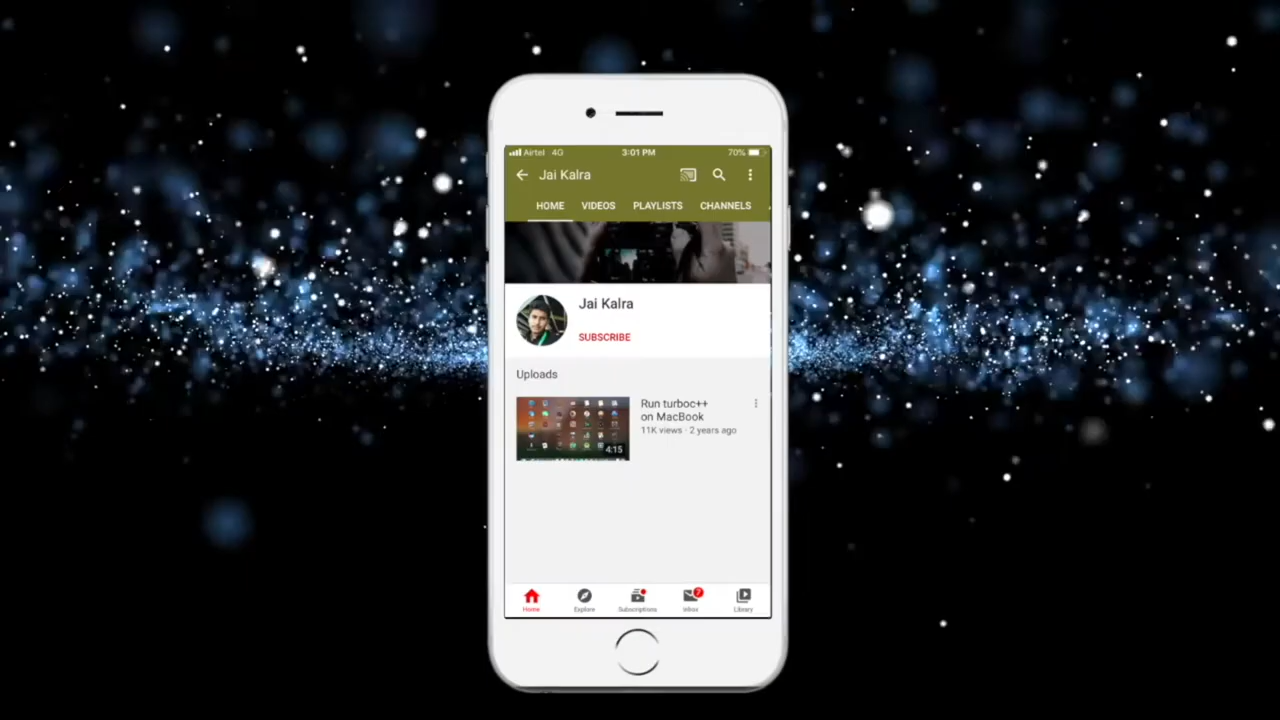 Airtel 4G 3:01 PM 70%
Jai Kalra
HOME VIDEOS PLAYLISTS CHANNELS
Jai Kalra
SUBSCRIBE
Uploads
Run turboc++
on MacBook
11K views · 2 years ago
4:15
7
Home Explore Subscriptions Inbox Library